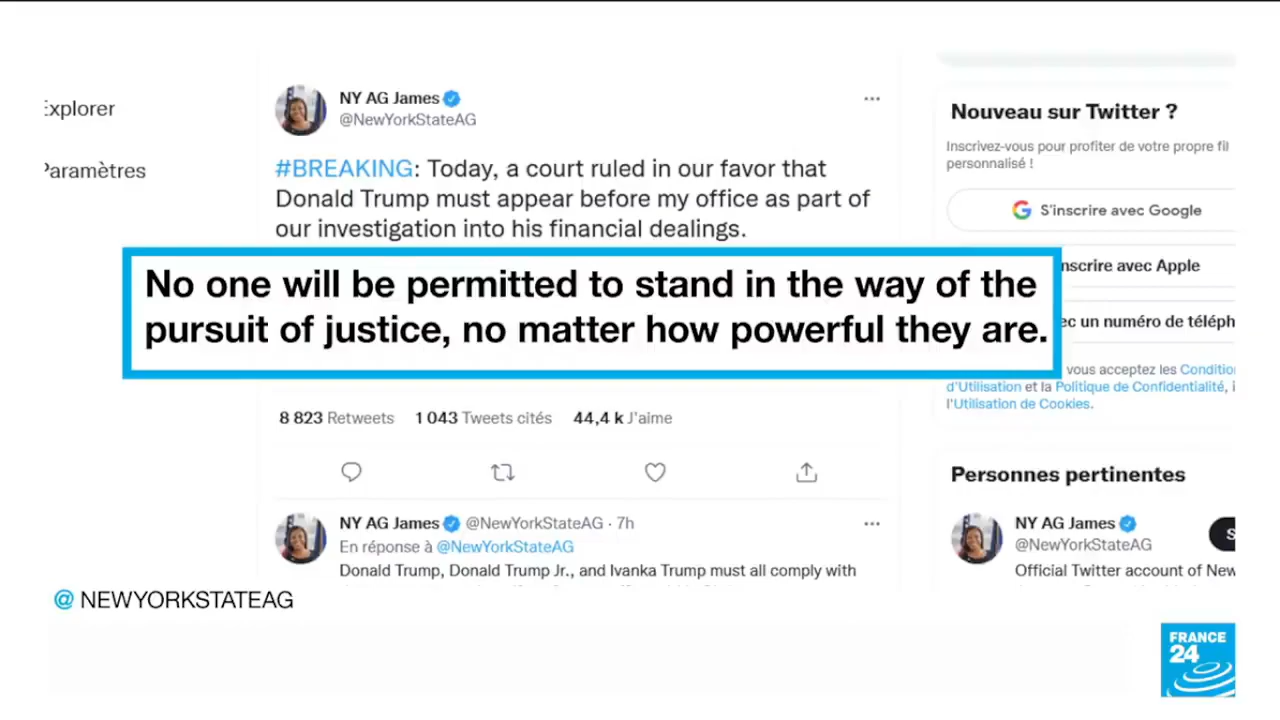 Explorer
Paramètres
NY AG James
@NewYorkStateAG
#BREAKING: Today, a court ruled in our favor that
Donald Trump must appear before my office as part of
our investigation into his financial dealings.
No one will be permitted to stand in the way of the
pursuit of justice, no matter how powerful they are.
8 823 Retweets 1 043 Tweets cités 44,4 k J'aime
NY AG James @NewYorkStateAG · 7h
En réponse à @NewYorkStateAG
Donald Trump, Donald Trump Jr., and Ivanka Trump must all comply with
Nouveau sur Twitter ?
Inscrivez-vous pour profiter de votre propre fil
personnalisé !
S'inscrire avec Google
nscrire avec Apple
ec un numéro de téléph
vous acceptez les Conditio
d'Utilisation et la Politique de Confidentialité, i
l'Utilisation de Cookies.
Personnes pertinentes
NY AG James
@NewYorkStateAG
S
Official Twitter account of New
@ NEWYORKSTATEAG
FRANCE
24